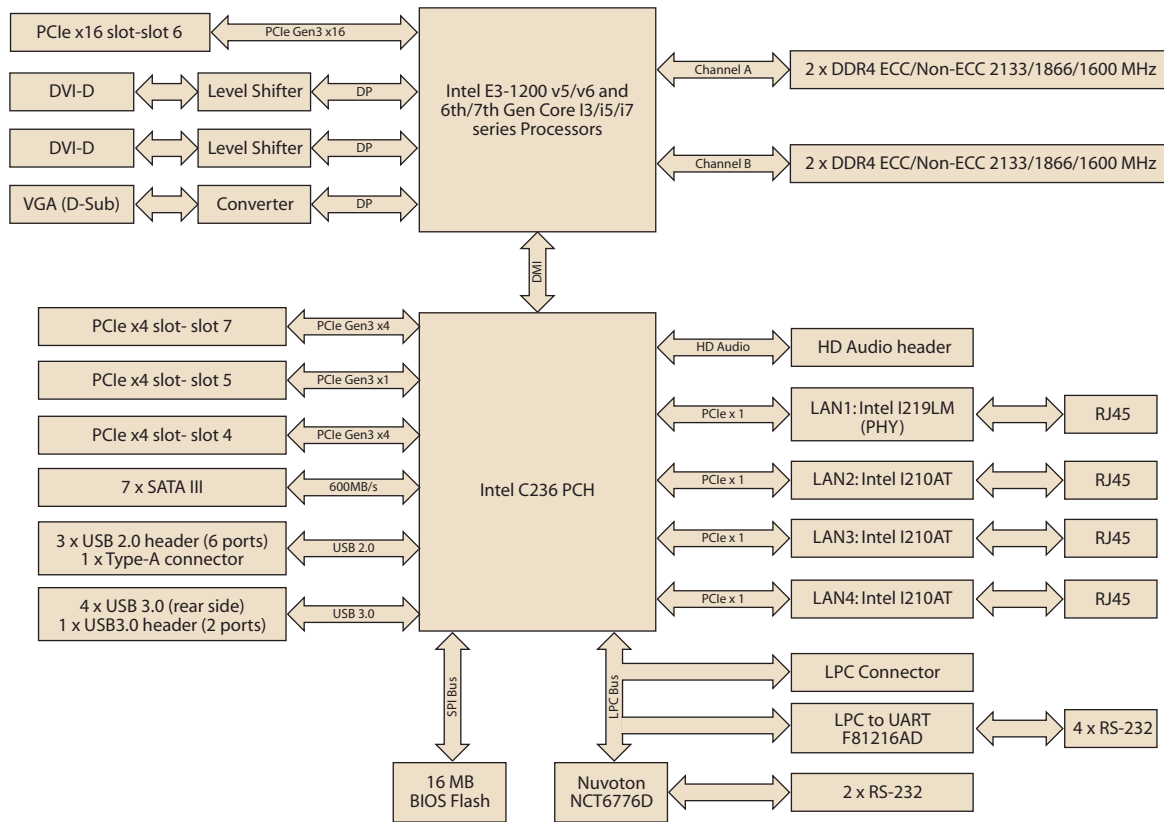 PCIe x16 slot-slot 6
PCIe Gen3 x16
DVI-D
Level Shifter
DP
DVI-D
Level Shifter
DP
VGA (D-Sub)
Converter
DP
Intel E3-1200 v5/v6 and
6th/7th Gen Core I3/i5/i7
series Processors
Channel A
2 x DDR4 ECC/Non-ECC 2133/1866/1600 MHz
Channel B
2 x DDR4 ECC/Non-ECC 2133/1866/1600 MHz
DMI
PCIe x4 slot- slot 7
PCIe Gen3 x4
PCIe x4 slot- slot 5
PCIe Gen3 x1
PCIe x4 slot- slot 4
PCIe Gen3 x4
7 x SATA III
600MB/s
3 x USB 2.0 header (6 ports)
1 x Type-A connector
USB 2.0
4 x USB 3.0 (rear side)
1 x USB3.0 header (2 ports)
USB 3.0
Intel C236 PCH
HD Audio
HD Audio header
PCIe x 1
LAN1: Intel I219LM
(PHY)
RJ45
PCIe x 1
LAN2: Intel I210AT
RJ45
PCIe x 1
LAN3: Intel I210AT
RJ45
PCIe x 1
LAN4: Intel I210AT
RJ45
SPI Bus
LPC Bus
LPC Connector
LPC to UART
F81216AD
4 x RS-232
16 MB
BIOS Flash
Nuvoton
NCT6776D
2 x RS-232